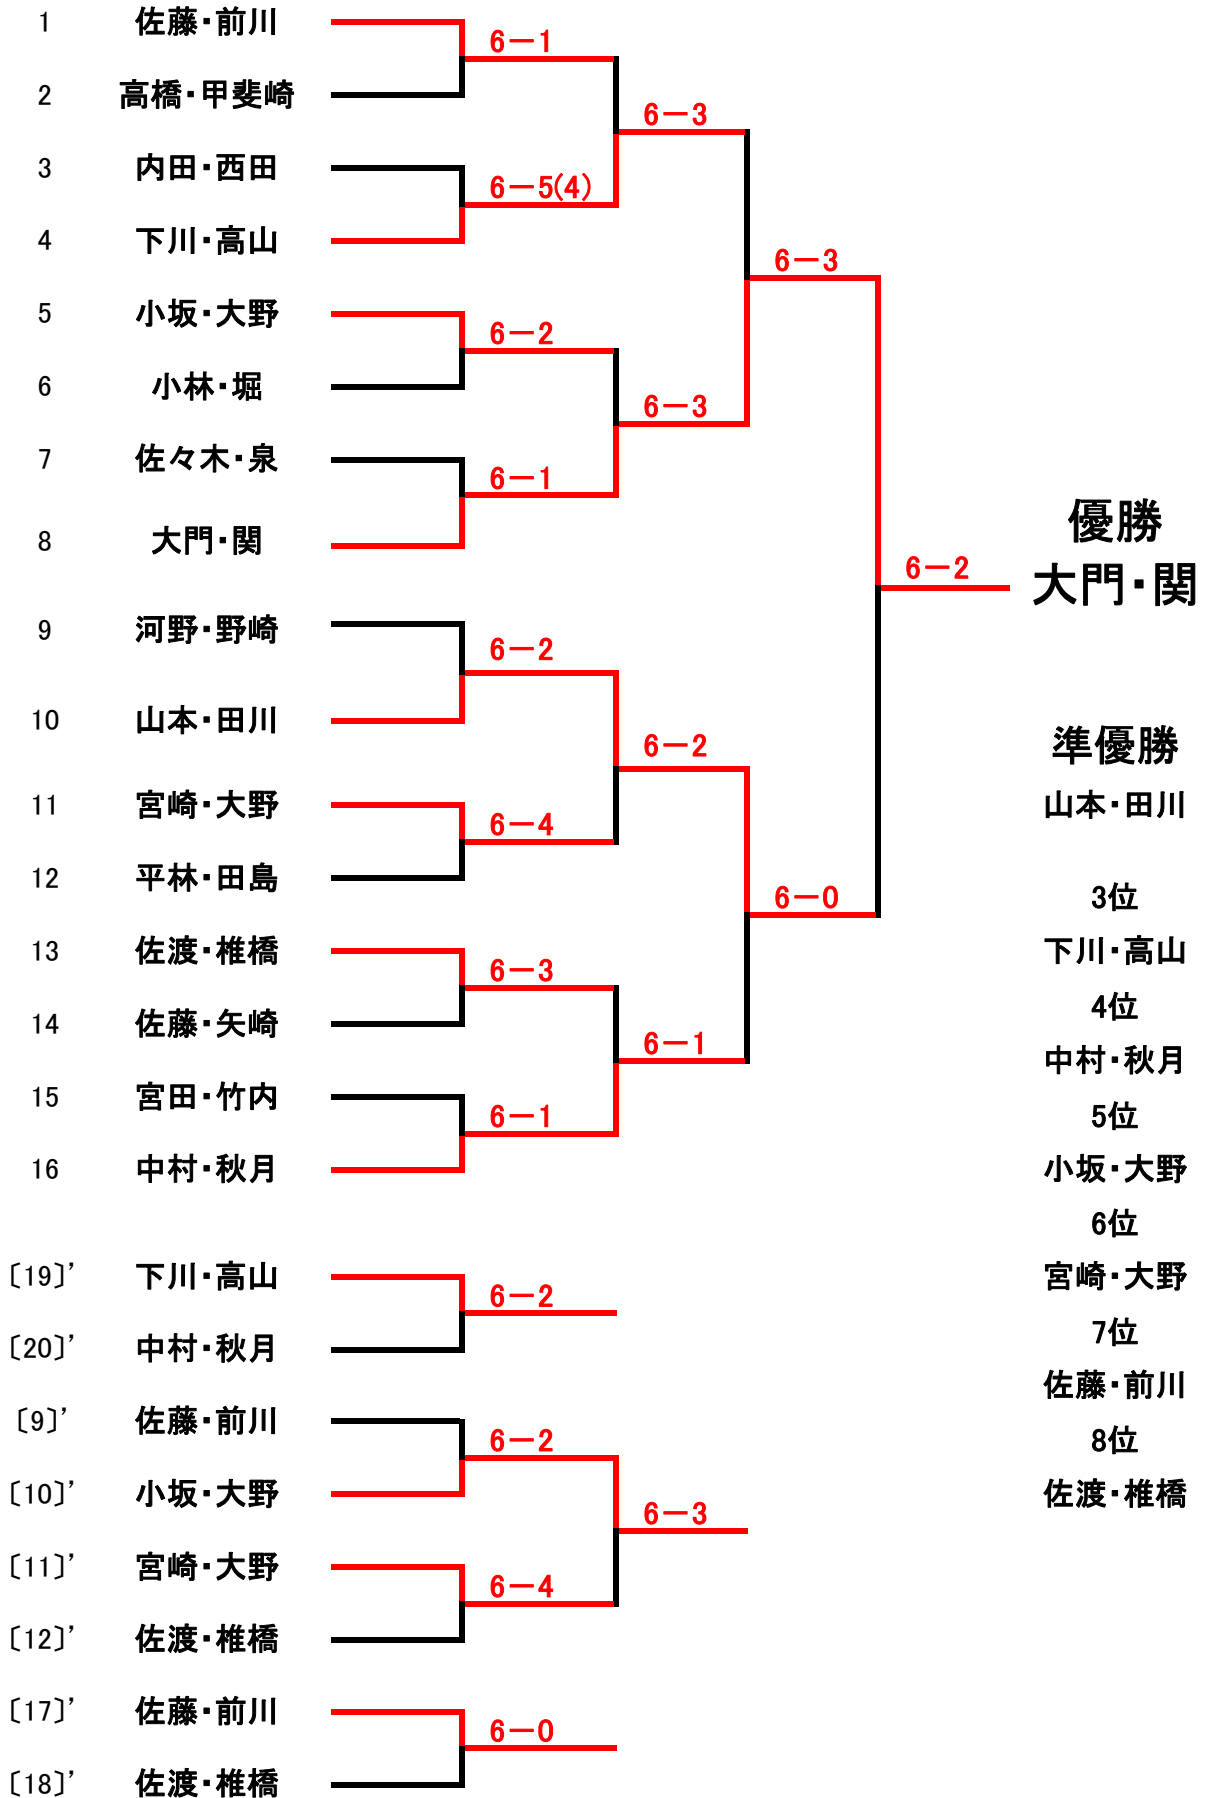 1 佐藤・前川
6－1
2 高橋・甲斐崎
6－3
3 内田・西田
6－5(4)
4 下川・高山
6－3
5 小坂・大野
6－2
6 小林・堀
6－3
7 佐々木・泉
6－1
8 大門・関
優勝
6－2
大門・関
9 河野・野崎
6－2
10 山本・田川
6－2
準優勝
11 宮崎・大野
山本・田川
6－4
12 平林・田島
6－0
3位
13 佐渡・椎橋
下川・高山
6－3
4位
14 佐藤・矢崎
6－1
中村・秋月
15 宮田・竹内
6－1
5位
16 中村・秋月
小坂・大野
6位
〔19〕’ 下川・高山
宮崎・大野
6－2
7位
〔20〕’ 中村・秋月
佐藤・前川
〔9〕’ 佐藤・前川
6－2
8位
〔10〕’ 小坂・大野
佐渡・椎橋
6－3
〔11〕’ 宮崎・大野
6－4
〔12〕’ 佐渡・椎橋
〔17〕’ 佐藤・前川
6－0
〔18〕’ 佐渡・椎橋